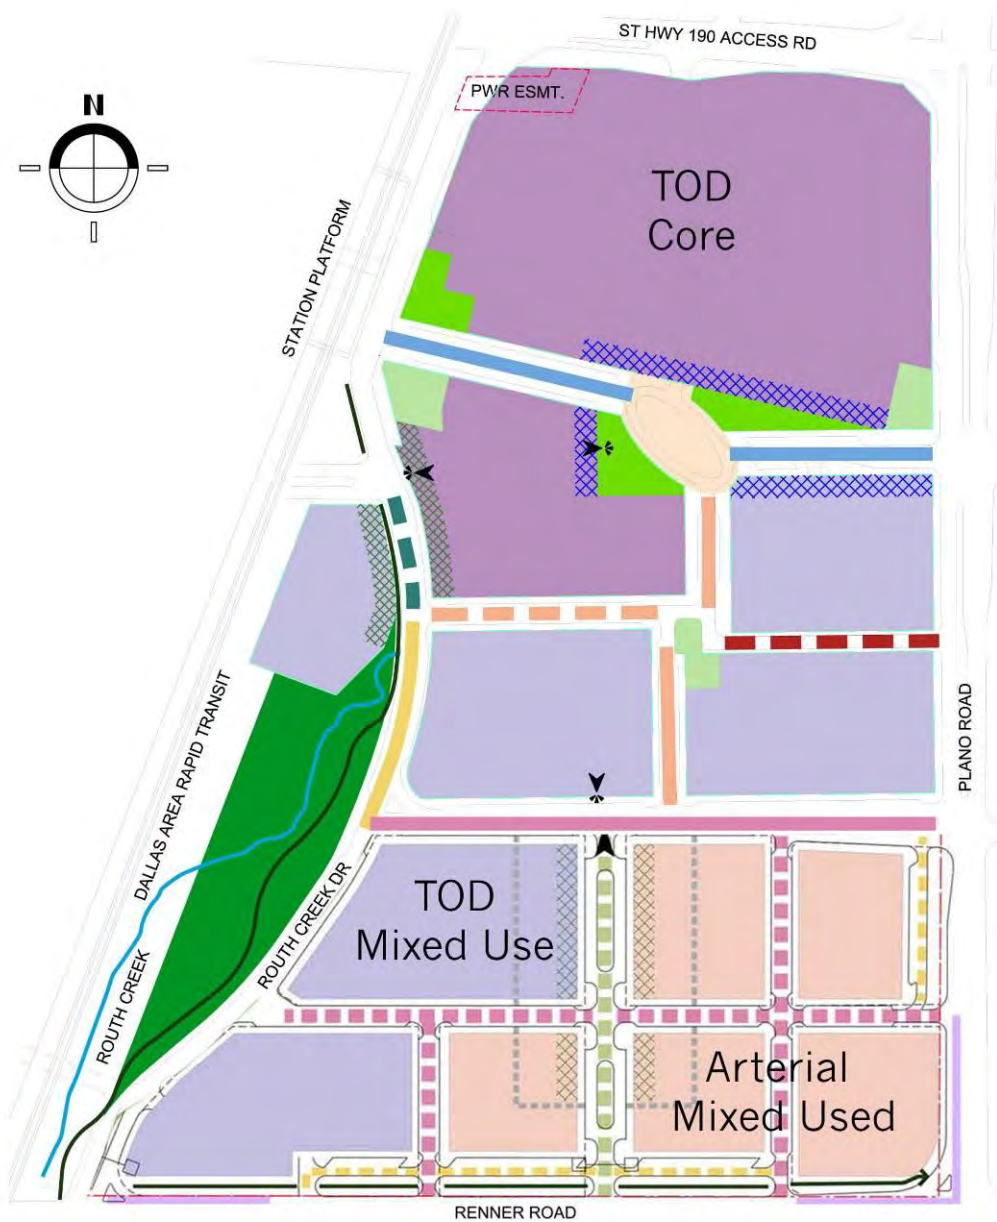 ST HWY 190 ACCESS RD
PWR ESMT.
N
TOD
Core
STATION PLATFORM
DALLAS AREA RAPID TRANSIT
PLANO ROAD
ROUTH CREEK DR
TOD
Mixed Use
ROUTH CREEK
Arterial
Mixed Used
RENNER ROAD